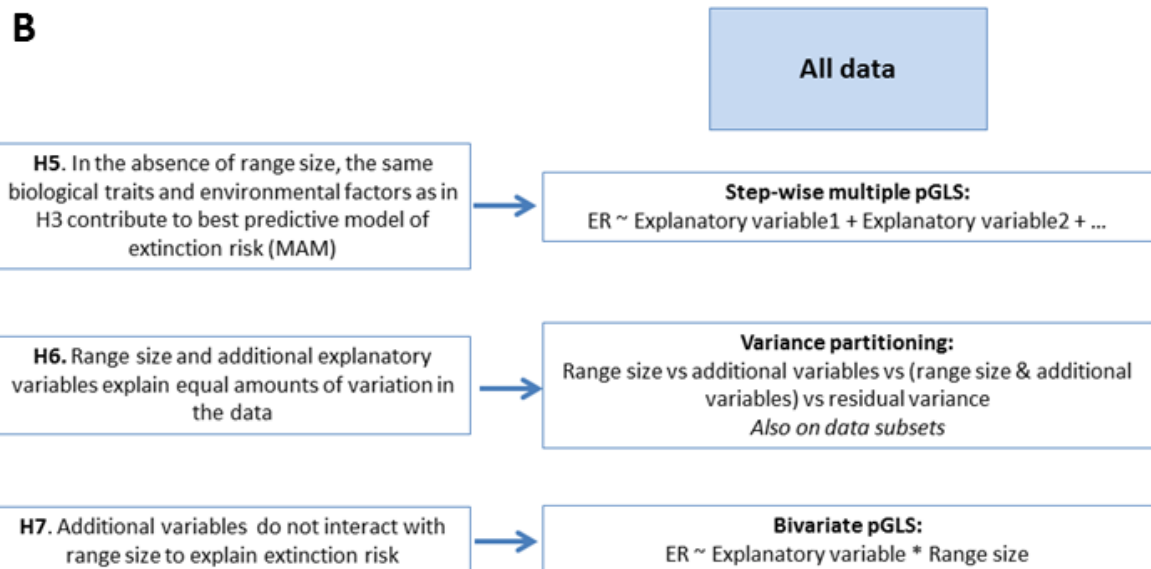 B
All data
H5. In the absence of range size, the same
biological traits and environmental factors as in
H3 contribute to best predictive model of
extinction risk (MAM)
Step-wise multiple pGLS:
ER ~ Explanatory variable1 + Explanatory variable2 + ...
H6. Range size and additional explanatory
variables explain equal amounts of variation in
the data
Variance partitioning:
Range size vs additional variables vs (range size & additional
variables) vs residual variance
Also on data subsets
H7. Additional variables do not interact with
range size to explain extinction risk
Bivariate pGLS:
ER ~ Explanatory variable * Range size